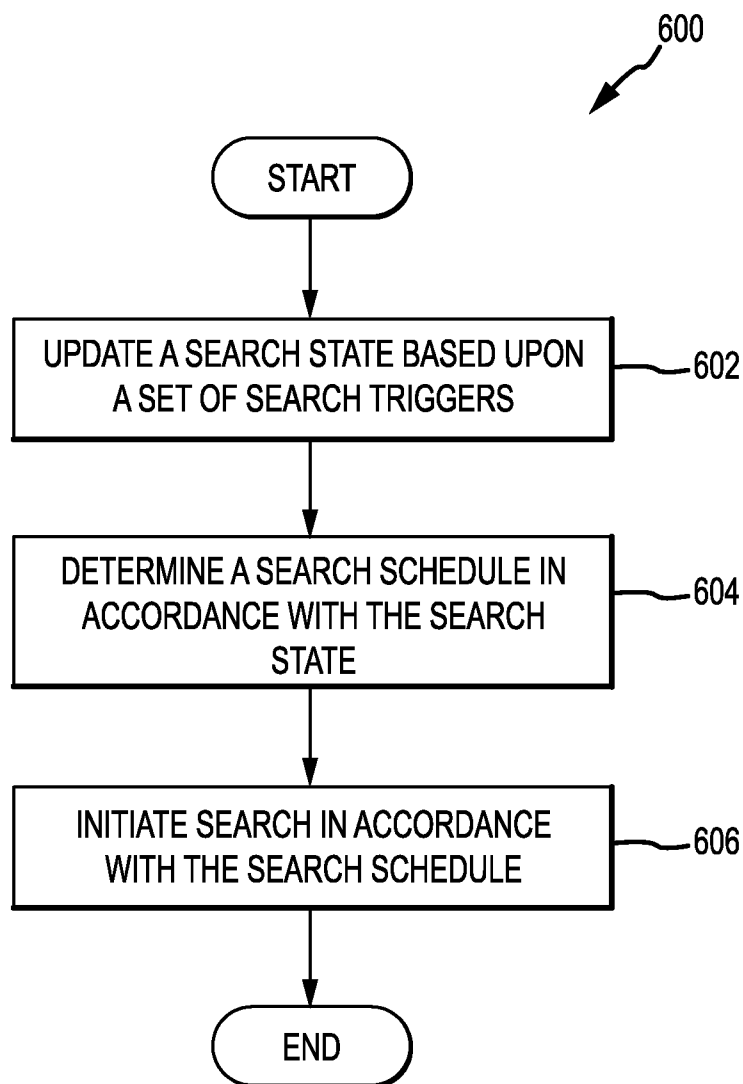 600
START
UPDATE A SEARCH STATE BASED UPON
A SET OF SEARCH TRIGGERS
602
DETERMINE A SEARCH SCHEDULE IN
ACCORDANCE WITH THE SEARCH
STATE
604
INITIATE SEARCH IN ACCORDANCE
WITH THE SEARCH SCHEDULE
606
END